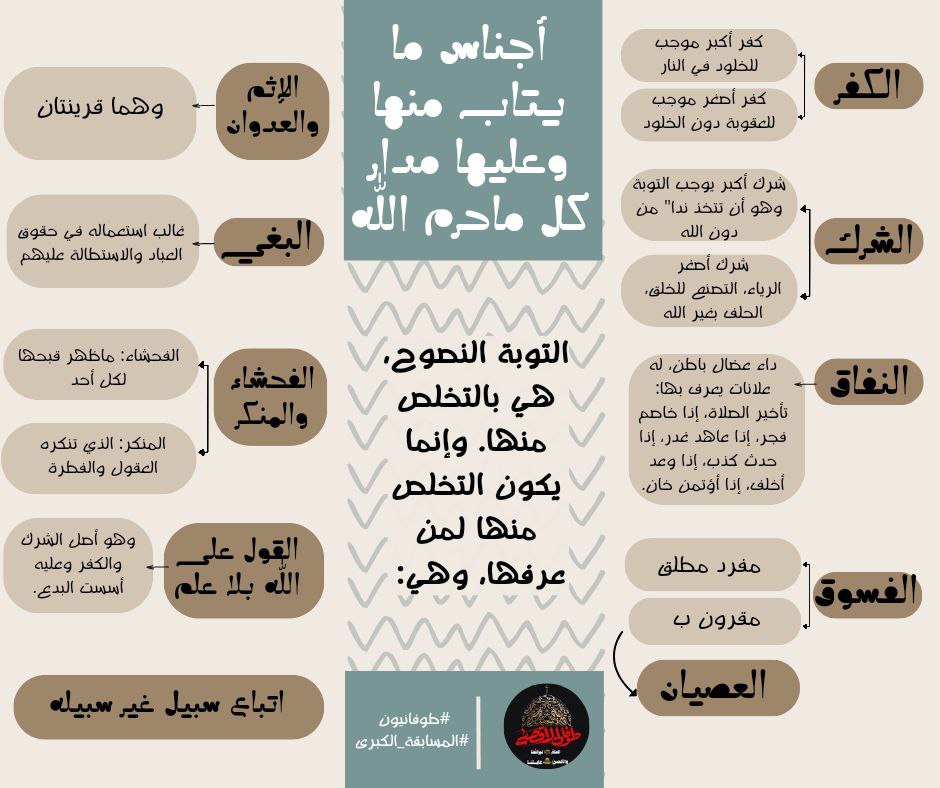 أجناس ما
يتاب منها
وعليها مدار
كل ماحرم الله
التوبة النصوح،
هي بالتخلص
منها. وإنما
يكون التخلص
منها لمن
عرفها، وهي:
الكفر
كفر أكبر موجب
للخلود في النار
كفر أصغر موجب
للعقوبة دون الخلود
الشرك
شرك أكبر يوجب التوبة
وهو أن تتخذ ندا" من
دون الله
شرك أصغر
الرياء، التصنع للخلق،
الحلف بغير الله
النفاق
داء عضال باطن، له
علانات يعرف بها:
تأخير الصلاة، إذا خاصم
فجر، إذا عاهد غدر، إذا
حدث كذب، إذا وعد
أخلف، إذا أؤتمن خان.
الفسوق
مفرد مطلق
مقرون ب
العصيان
الإثم
والعدوان
وهما قرينتان
البغي
غالب استعماله في حقوق
العباد والاستطالة عليهم
الفحشاء
والمنكر
الفحشاء: ماظهر قبحها
لكل أحد
المنكر: الذي تنكره
العقول والفطرة
القول على
الله بلا علم
وهو أصل الشرك
والكفر وعليه
أسست البدع.
اتباع سبيل غير سبيله
#طوفانيون
#المسابقة_الكبرى
طوفان الأقصى